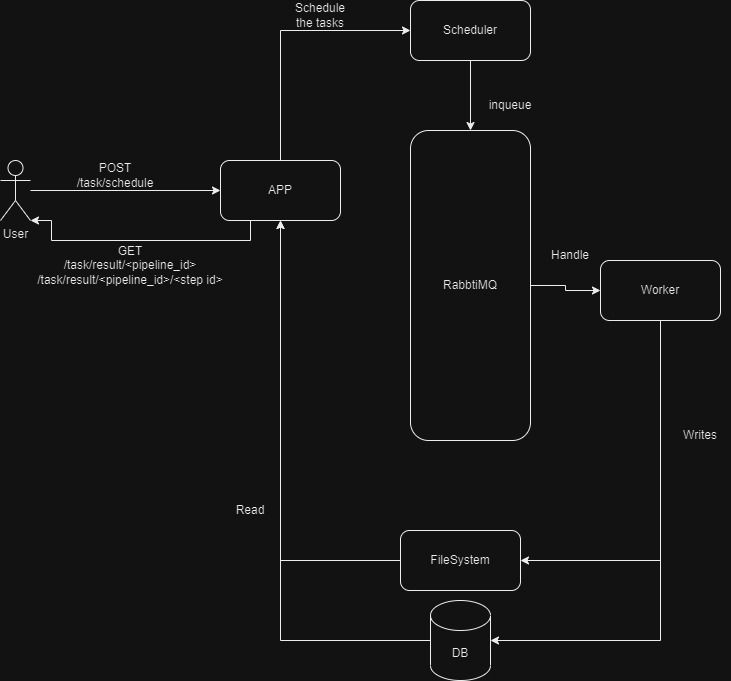 Schedule
the tasks
Scheduler
inqueue
POST
/task/schedule
APP
User
GET
/task/result/<pipeline_id>
/task/result/<pipeline_id>/<step id>
RabbtiMQ
Handle
Worker
Writes
Read
FileSystem
DB